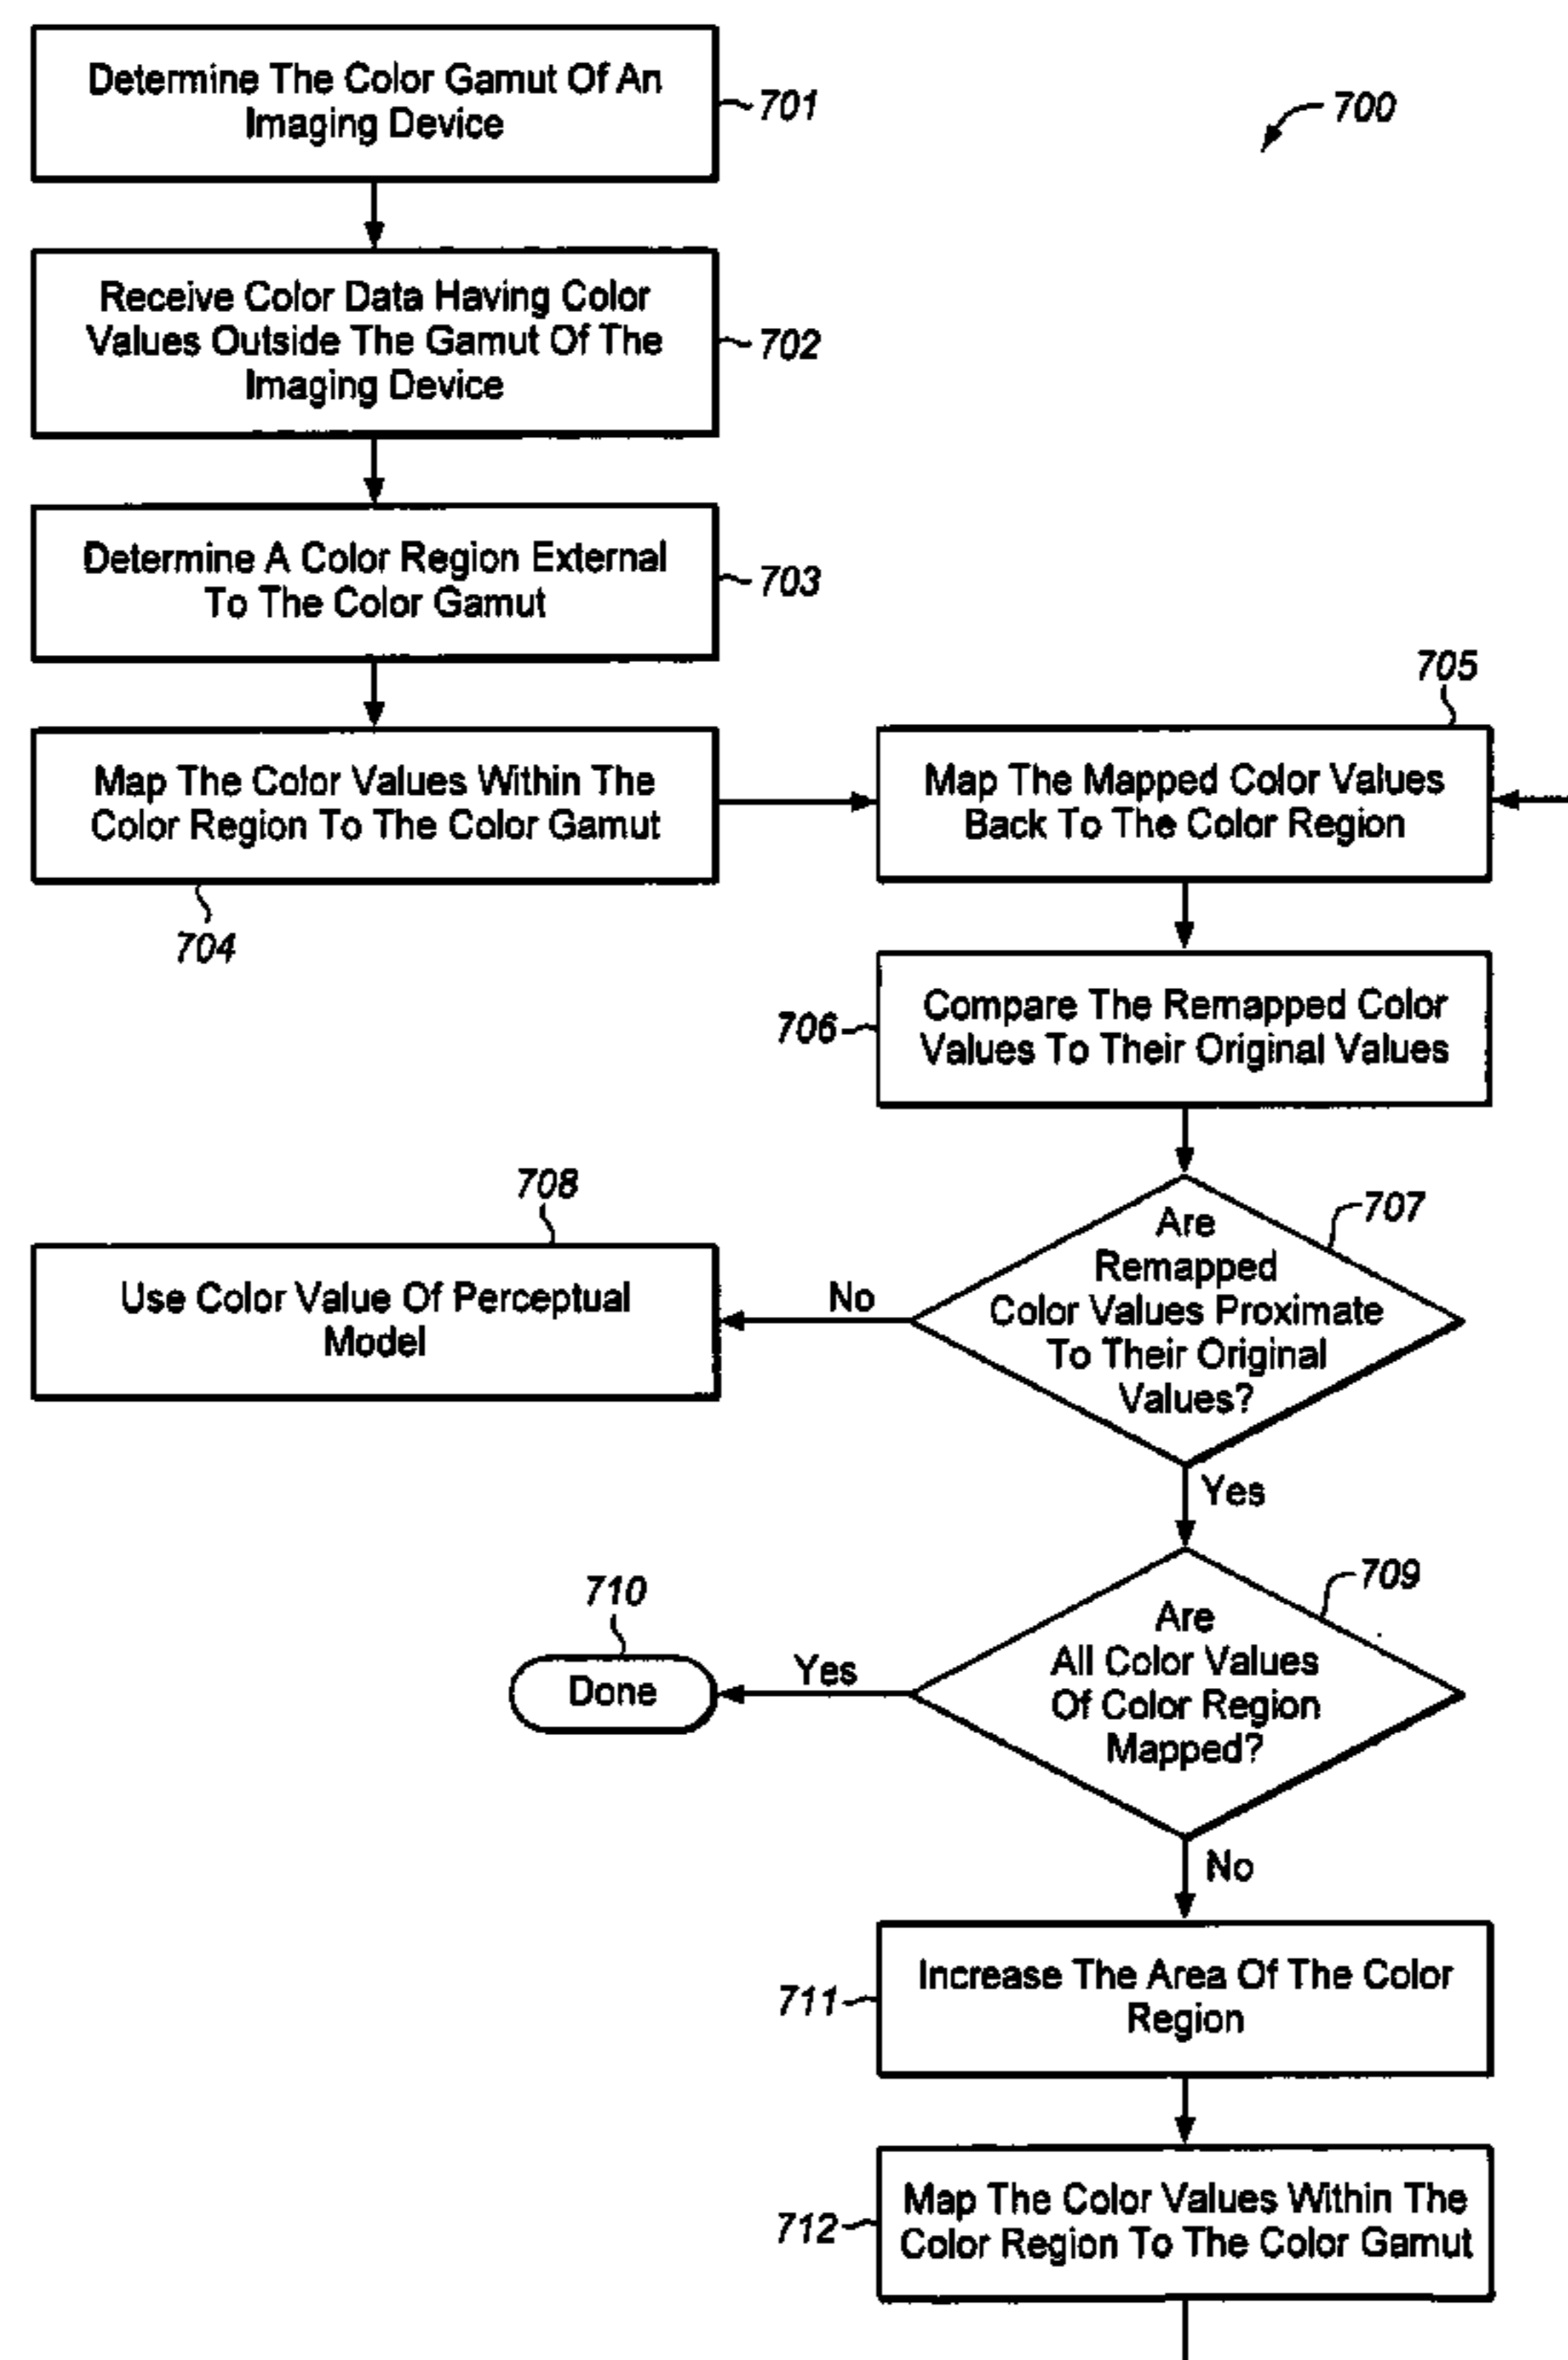 Determine The Color Gamut Of An
Imaging Device
701
700
Receive Color Data Having Color
Values Outside The Gamut Of The
Imaging Device
702
Determine A Color Region External
To The Color Gamut
703
Map The Color Values Within The
Color Region To The Color Gamut
704
705
Map The Mapped Color Values
Back To The Color Region
706
Compare The Remapped Color
Values To Their Original Values
707
Are
Remapped
Color Values Proximate
To Their Original
Values?
No
708
Use Color Value Of Perceptual
Model
Yes
709
Are
All Color Values
Of Color Region
Mapped?
Yes
710
Done
No
711
Increase The Area Of The Color
Region
712
Map The Color Values Within The
Color Region To The Color Gamut